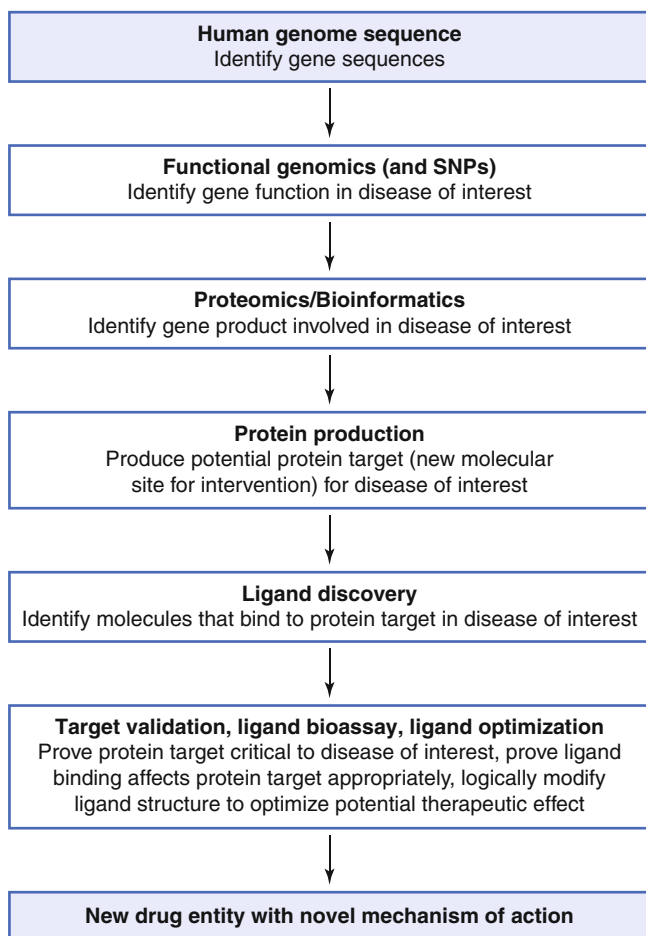 Human genome sequence
Identify gene sequences
Functional genomics (and SNPs)
Identify gene function in disease of interest
Proteomics/Bioinformatics
Identify gene product involved in disease of interest
Protein production
Produce potential protein target (new molecular
site for intervention) for disease of interest
Ligand discovery
Identify molecules that bind to protein target in disease of interest
Target validation, ligand bioassay, ligand optimization
Prove protein target critical to disease of interest, prove ligand
binding affects protein target appropriately, logically modify
ligand structure to optimize potential therapeutic effect
New drug entity with novel mechanism of action